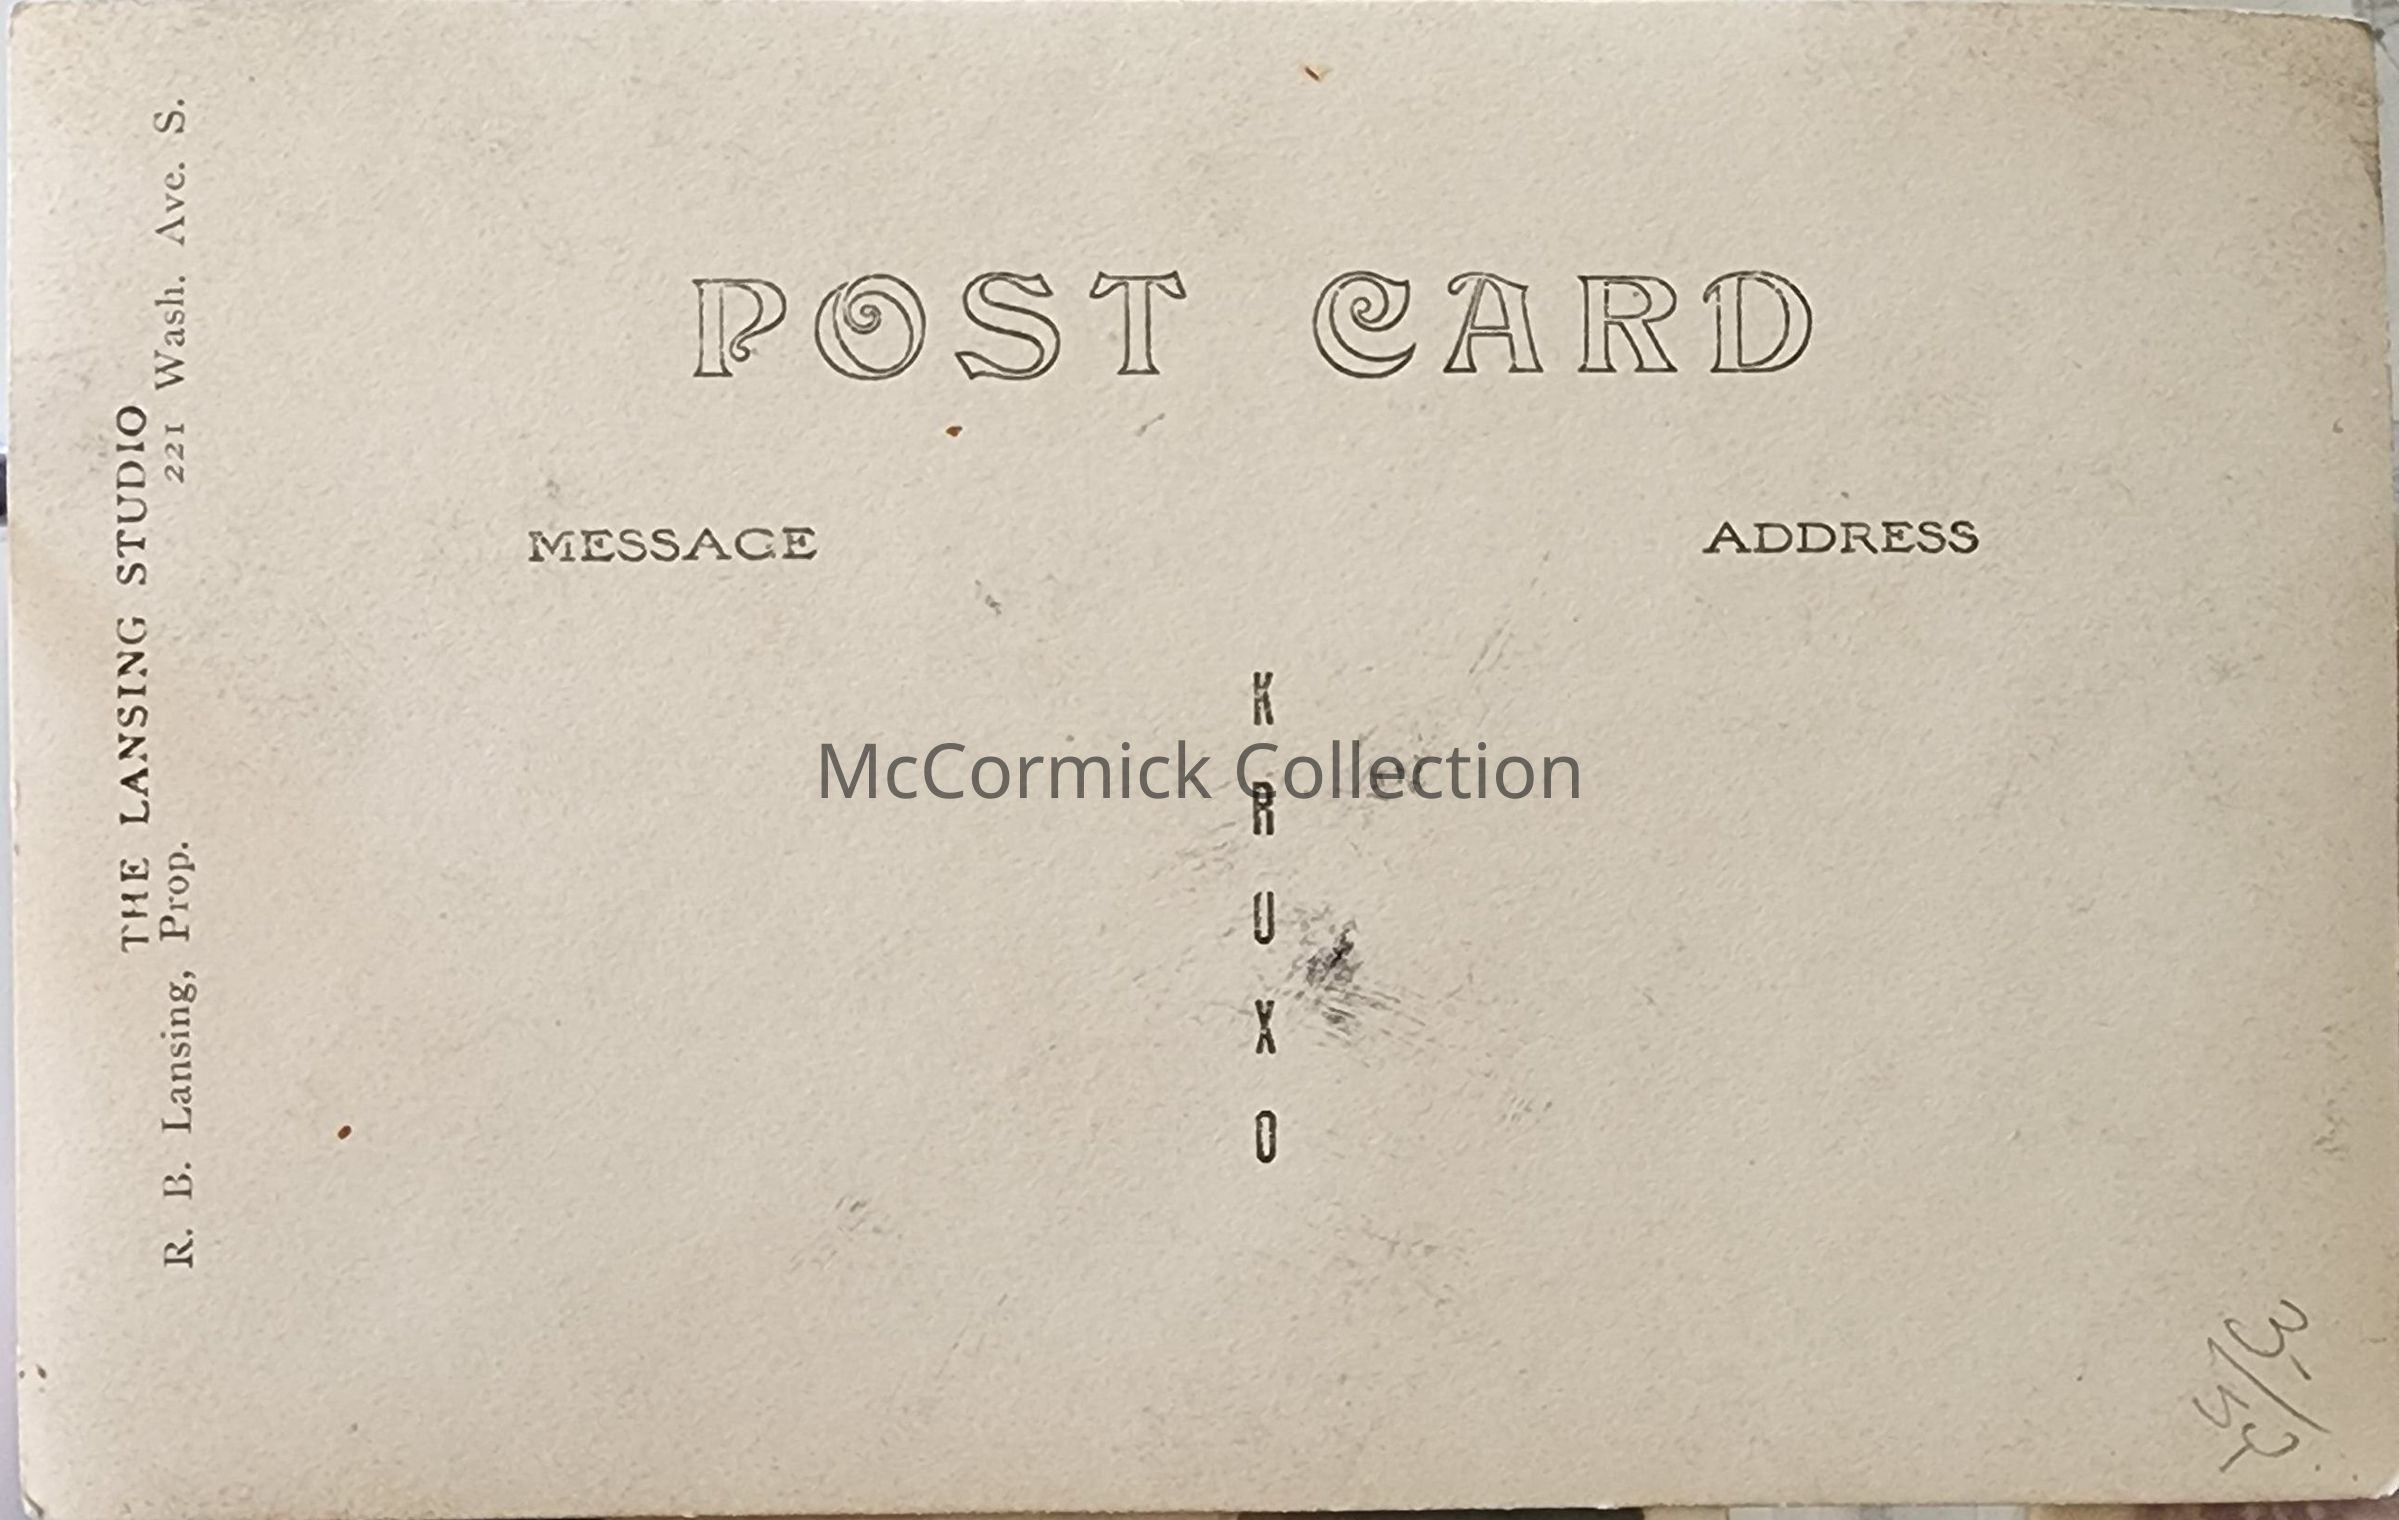 THE LANSING STUDIO
R. B. Lansing, Prop. 221 Wash. Ave. S.
POST CARD
MESSAGE
ADDRESS
KRUXO
McCormick Collection